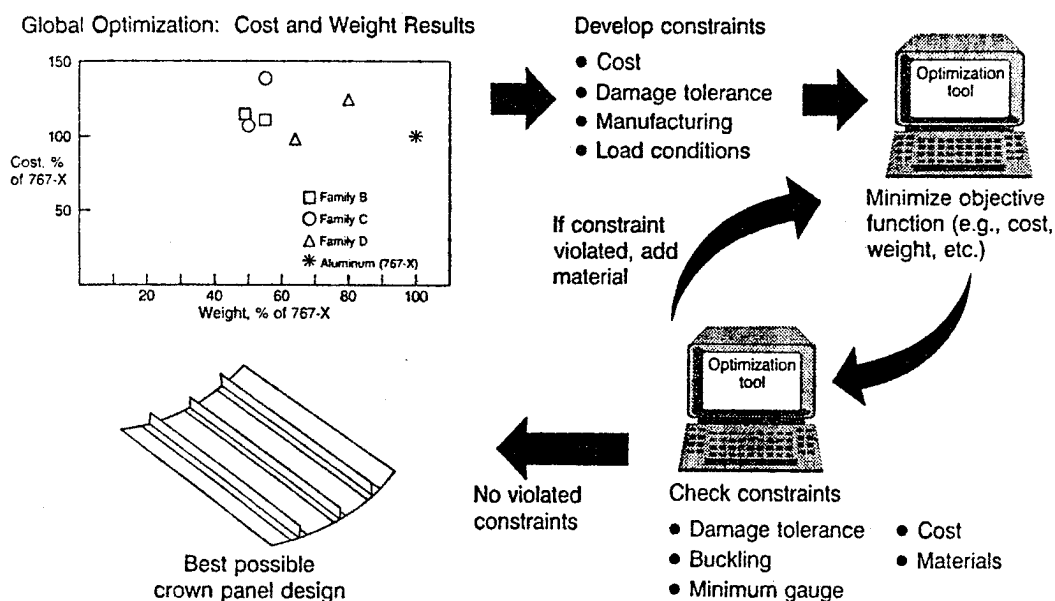 Global Optimization: Cost and Weight Results
150
100
Cost, %
of 767-X
50
□ Family B
○ Family C
△ Family D
✳ Aluminum (767-X)
20 40 60 80 100
Weight, % of 767-X
Develop constraints
● Cost
● Damage tolerance
● Manufacturing
● Load conditions
Optimization
tool
Minimize objective
function (e.g., cost,
weight, etc.)
If constraint
violated, add
material
Optimization
tool
Check constraints
● Damage tolerance
● Buckling
● Minimum gauge
● Cost
● Materials
No violated
constraints
Best possible
crown panel design